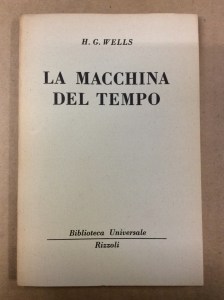 H. G. WELLS
LA MACCHINA
DEL TEMPO
Biblioteca Universale
Rizzoli